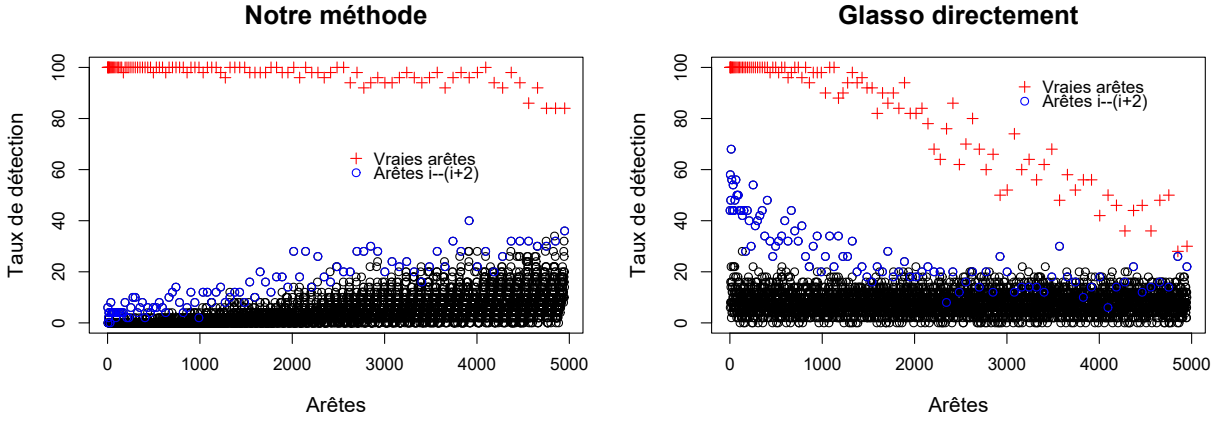 Notre méthode
Taux de détection
100
80
60
40
20
0
Vraies arêtes
Arêtes i--(i+2)
0 1000 2000 3000 4000 5000
Arêtes
Glasso directement
Taux de détection
100
80
60
40
20
0
Vraies arêtes
Arêtes i--(i+2)
0 1000 2000 3000 4000 5000
Arêtes